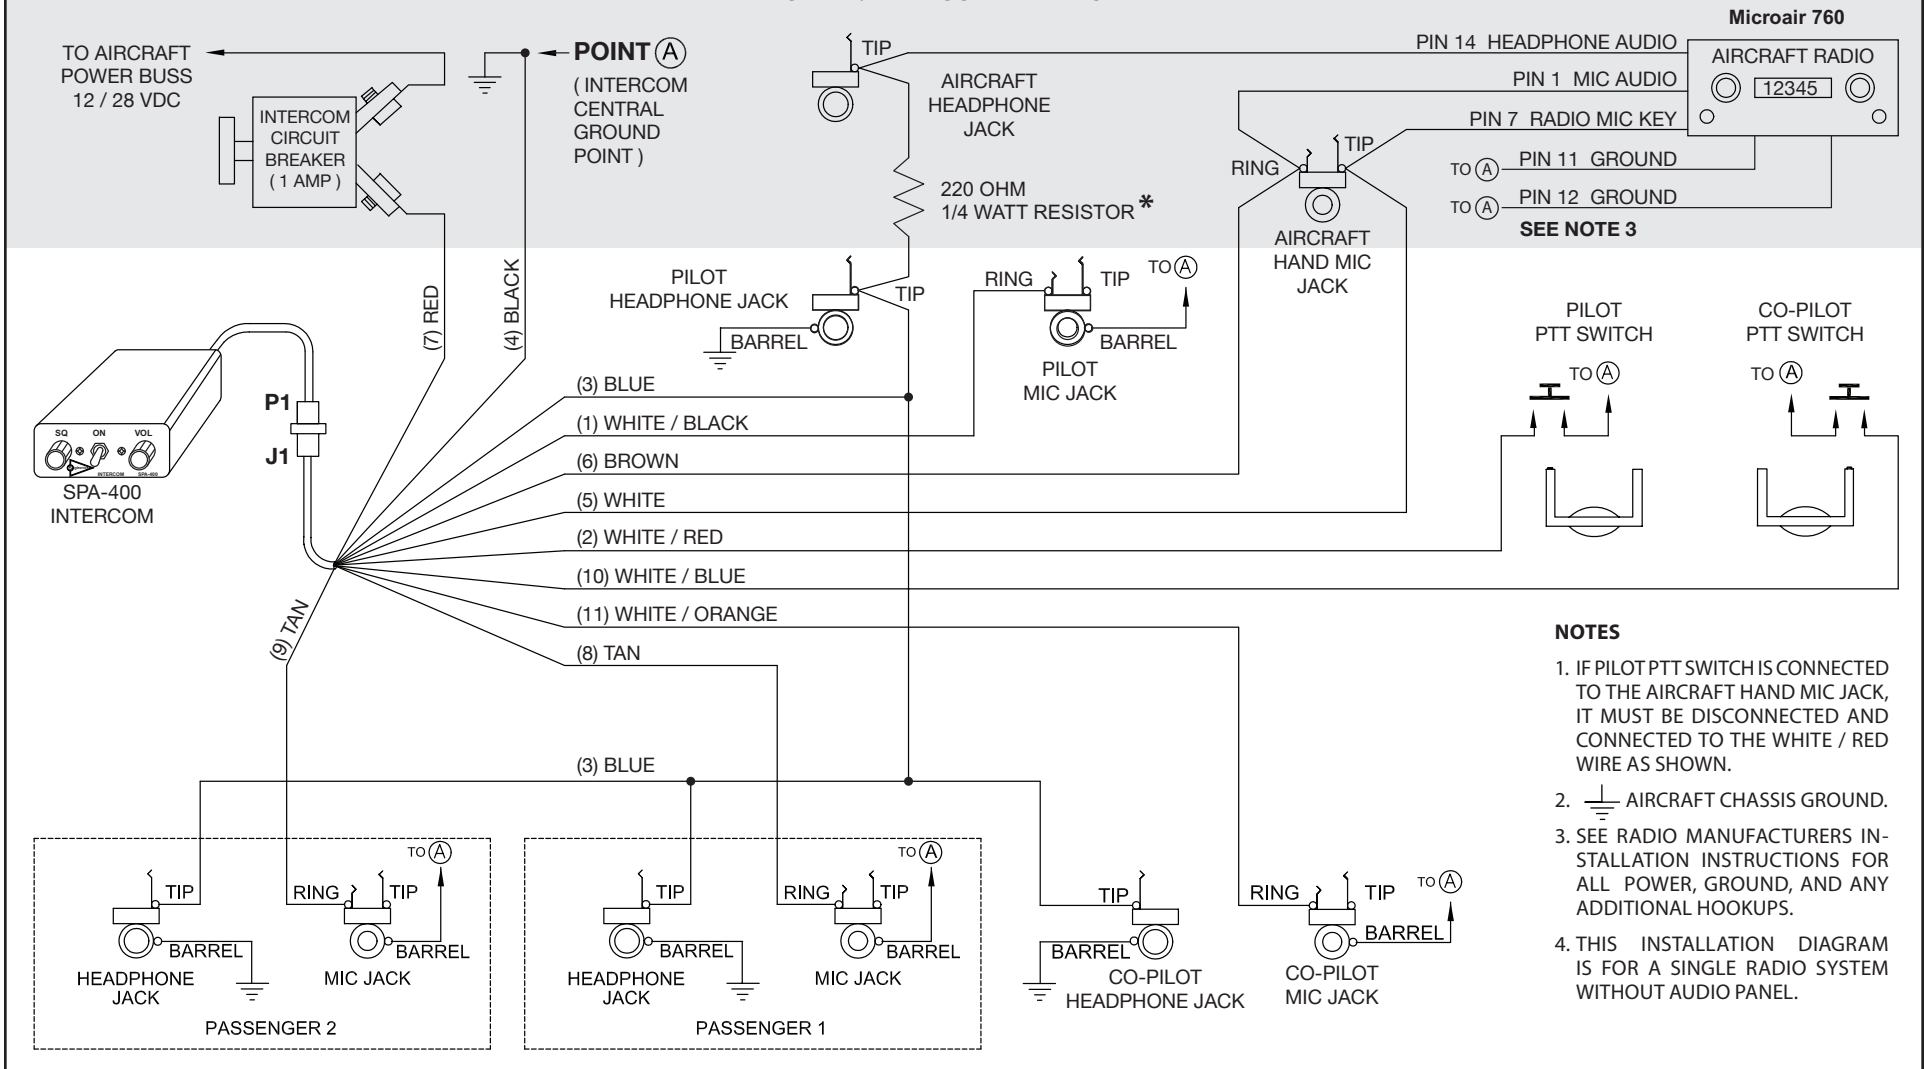 Microair 760
TO AIRCRAFT
POWER BUSS
12 / 28 VDC
POINT Ⓐ
( INTERCOM
CENTRAL
GROUND
POINT )
INTERCOM
CIRCUIT
BREAKER
( 1 AMP )
TIP
AIRCRAFT
HEADPHONE
JACK
220 OHM
1/4 WATT RESISTOR *
PIN 14 HEADPHONE AUDIO
PIN 1 MIC AUDIO
PIN 7 RADIO MIC KEY
TO Ⓐ PIN 11 GROUND
TO Ⓐ PIN 12 GROUND
SEE NOTE 3
AIRCRAFT RADIO
12345
RING
TIP
AIRCRAFT
HAND MIC
JACK
(7) RED
(4) BLACK
PILOT
HEADPHONE JACK
TIP
BARREL
RING
TIP
TO Ⓐ
BARREL
PILOT
MIC JACK
PILOT
PTT SWITCH
TO Ⓐ
CO-PILOT
PTT SWITCH
TO Ⓐ
P1
J1
SQ
ON
VOL
INTERCOM
SPA-400
SPA-400
INTERCOM
(3) BLUE
(1) WHITE / BLACK
(6) BROWN
(5) WHITE
(2) WHITE / RED
(10) WHITE / BLUE
(11) WHITE / ORANGE
(8) TAN
(9) TAN
(3) BLUE
TIP
BARREL
HEADPHONE
JACK
RING
TIP
TO Ⓐ
BARREL
MIC JACK
PASSENGER 2
TIP
BARREL
HEADPHONE
JACK
RING
TIP
TO Ⓐ
BARREL
MIC JACK
PASSENGER 1
TIP
BARREL
CO-PILOT
HEADPHONE JACK
RING
TIP
TO Ⓐ
BARREL
CO-PILOT
MIC JACK
NOTES
1. IF PILOT PTT SWITCH IS CONNECTED
TO THE AIRCRAFT HAND MIC JACK,
IT MUST BE DISCONNECTED AND
CONNECTED TO THE WHITE / RED
WIRE AS SHOWN.
2. AIRCRAFT CHASSIS GROUND.
3. SEE RADIO MANUFACTURERS IN-
STALLATION INSTRUCTIONS FOR
ALL POWER, GROUND, AND ANY
ADDITIONAL HOOKUPS.
4. THIS INSTALLATION DIAGRAM
IS FOR A SINGLE RADIO SYSTEM
WITHOUT AUDIO PANEL.